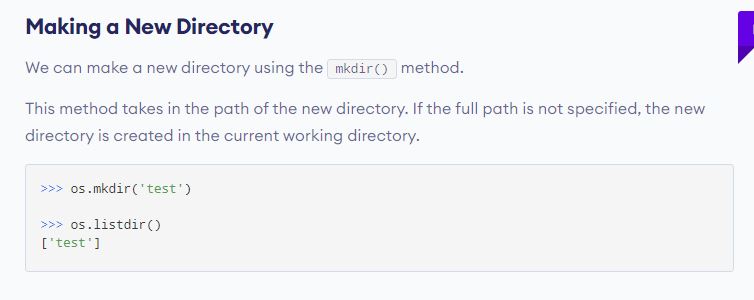 Making a New Directory
We can make a new directory using the mkdir() method.
This method takes in the path of the new directory. If the full path is not specified, the new
directory is created in the current working directory.
>>> os.mkdir('test')
>>> os.listdir()
['test']